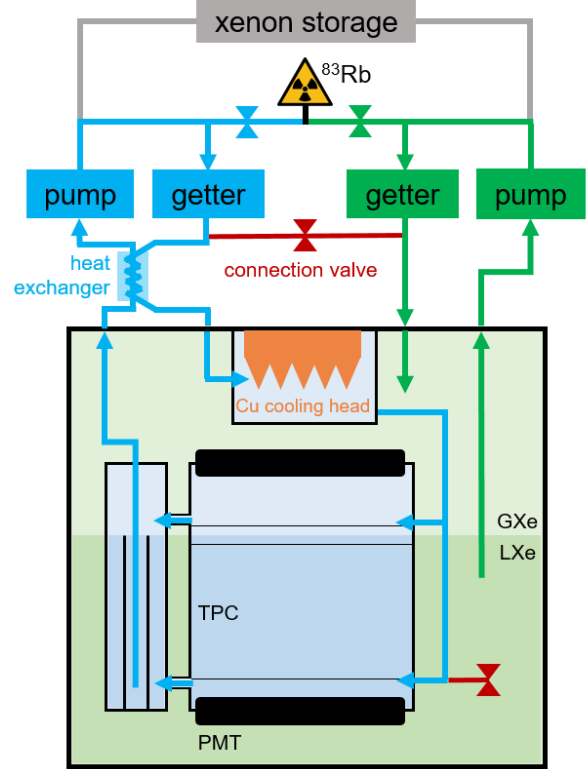 xenon storage
⁸³Rb
pump
getter
getter
pump
heat
exchanger
connection valve
Cu cooling head
GXe
LXe
TPC
PMT